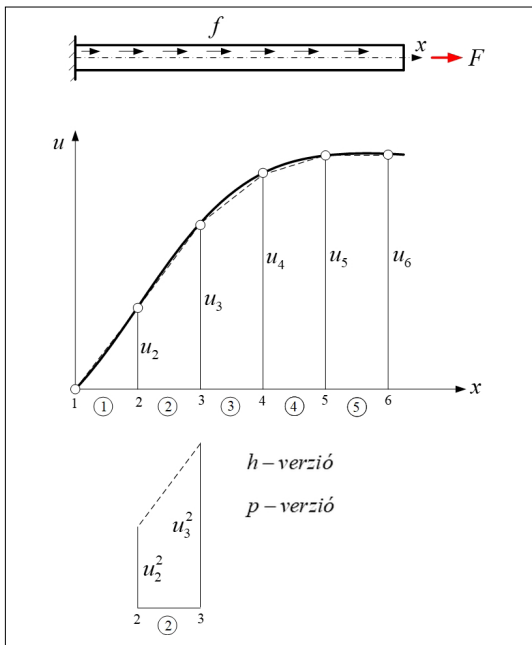 f
x
F
u
u₂
u₃
u₄
u₅
u₆
1 ① 2 ② 3 ③ 4 ④ 5 ⑤ 6
x
h – verzió
p – verzió
u₃²
u₂²
2 ② 3